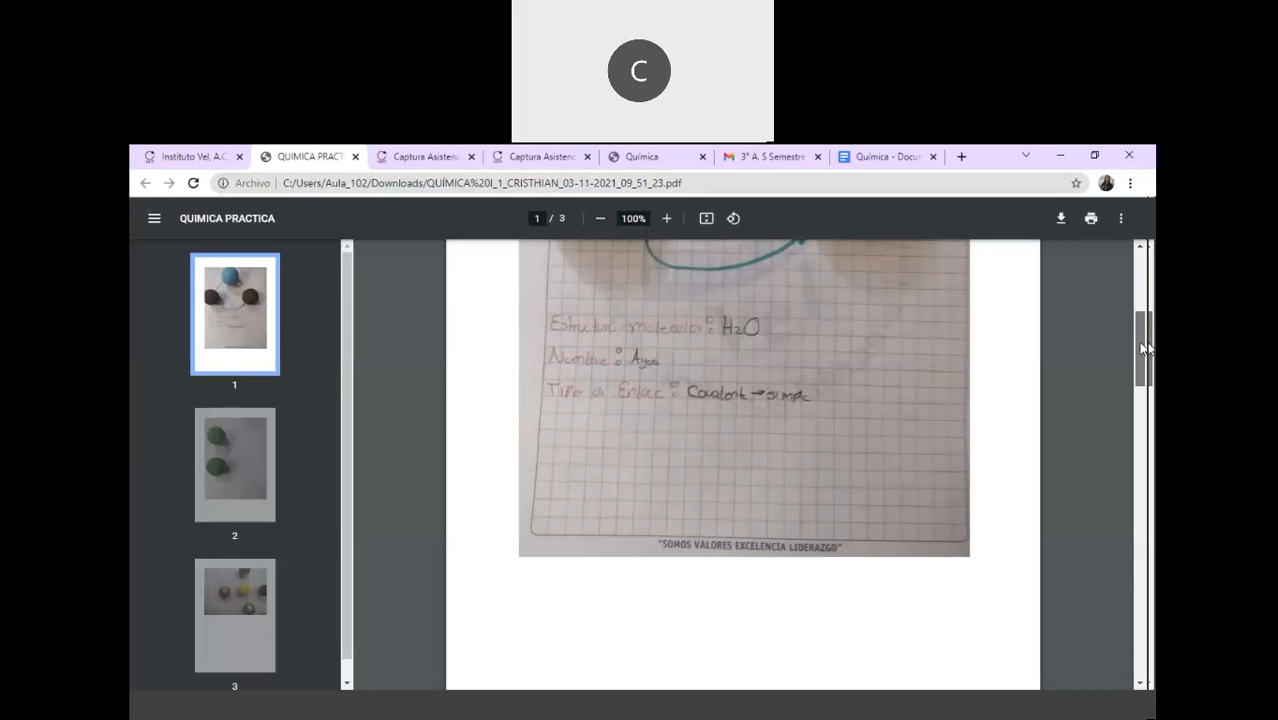 C
Instituto Vel, A.C.
QUIMICA PRACT
Captura Asistenc
Captura Asistenc
Química
3° A, S Semestre
Química - Docu
Archivo
C:/Users/Aula_102/Downloads/QUÍMICA%20I_1_CRISTHIAN_03-11-2021_09_51_23.pdf
QUIMICA PRACTICA
1 / 3
100%
1
2
3
Estructura molecular: H2O
Nombre: Agua
Tipo de Enlace: Covalente → simple
"SOMOS VALORES EXCELENCIA LIDERAZGO"